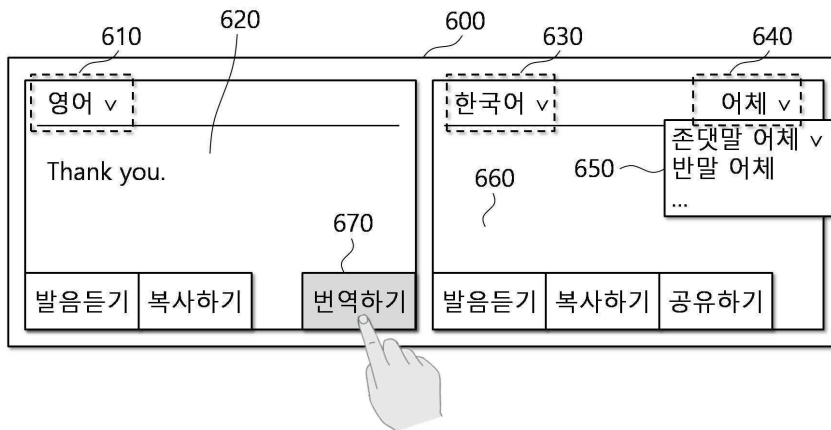 610
620
600
630
640
영어 ∨
한국어 ∨
어체 ∨
Thank you.
존댓말 어체 ∨
650
반말 어체
...
660
670
발음듣기
복사하기
번역하기
발음듣기
복사하기
공유하기